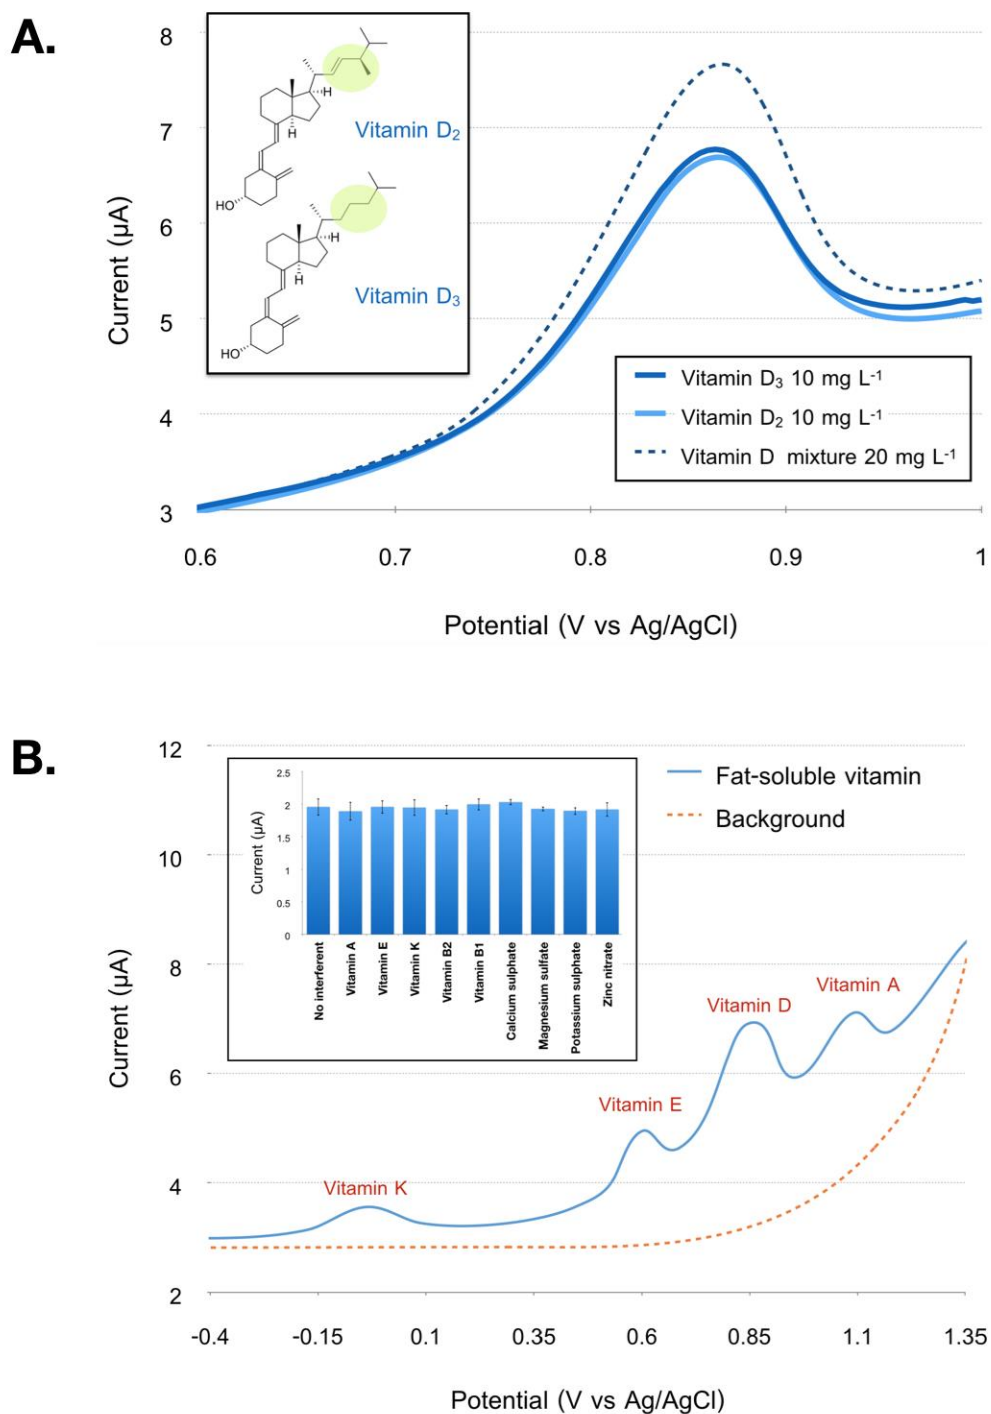 A.
8
7
6
5
4
3
Current (µA)
Vitamin D₂
HO
H
H
Vitamin D₃
HO
H
H
Vitamin D₃ 10 mg L⁻¹
Vitamin D₂ 10 mg L⁻¹
Vitamin D mixture 20 mg L⁻¹
0.6 0.7 0.8 0.9 1
Potential (V vs Ag/AgCl)
B.
12
10
8
6
4
2
Current (µA)
2.5
2
1.5
1
0.5
0
Current (µA)
No interferent
Vitamin A
Vitamin E
Vitamin K
Vitamin B2
Vitamin B1
Calcium sulphate
Magnesium sulfate
Potassium sulphate
Zinc nitrate
Fat-soluble vitamin
Background
Vitamin K
Vitamin E
Vitamin D
Vitamin A
-0.4 -0.15 0.1 0.35 0.6 0.85 1.1 1.35
Potential (V vs Ag/AgCl)